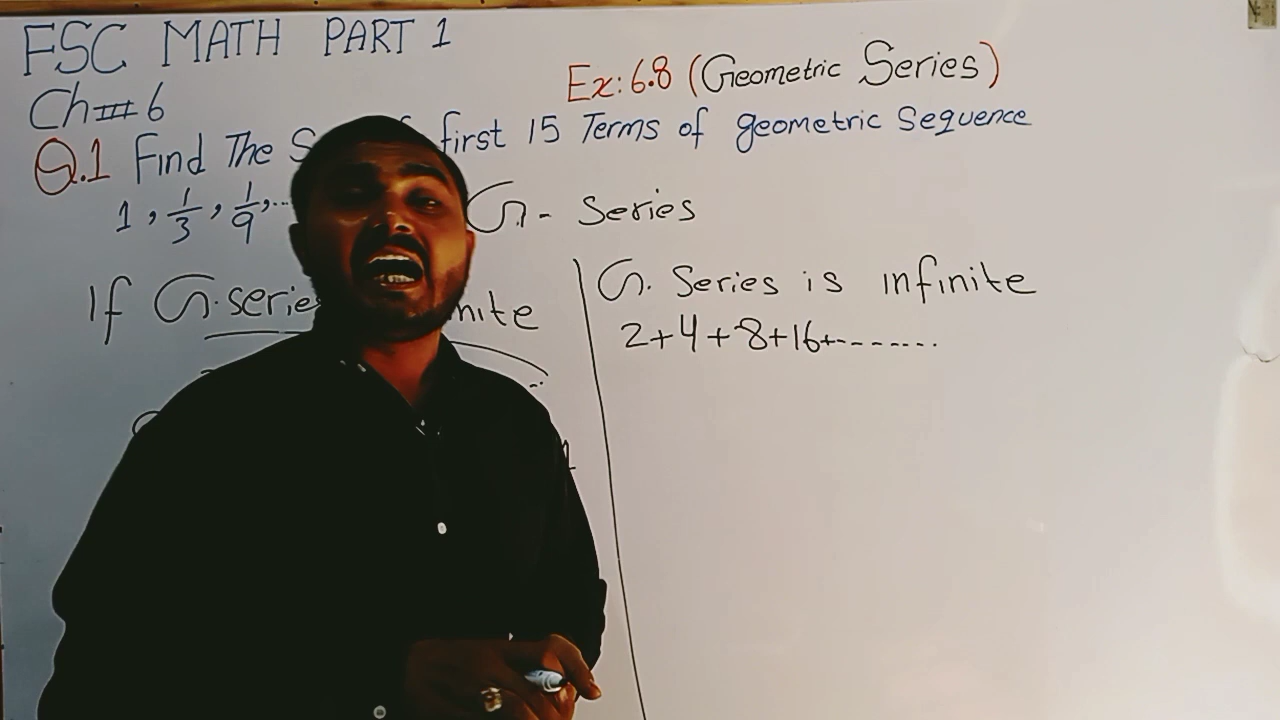 FSC MATH PART 1
Ex: 6.8 (Geometric Series)
Ch # 6
Q.1 Find The first 15 Terms of geometric Sequence
1, 1/3, 1/9, ...
G. - Series
If G. serie
G. Series is infinite
2+4+8+16+-------